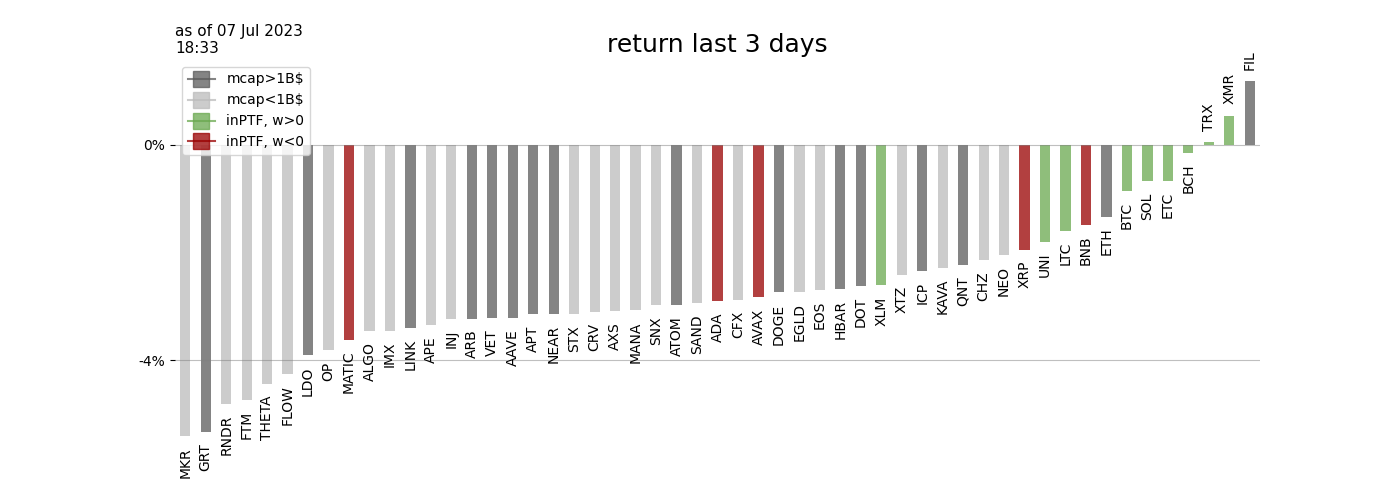 as of 07 Jul 2023
18:33
return last 3 days
mcap>1B$
mcap<1B$
inPTF, w>0
inPTF, w<0
0%
-4%
MKR
GRT
RNDR
FTM
THETA
FLOW
LDO
OP
MATIC
ALGO
IMX
LINK
APE
INJ
ARB
VET
AAVE
APT
NEAR
STX
CRV
AXS
MANA
SNX
ATOM
SAND
ADA
CFX
AVAX
DOGE
EGLD
EOS
HBAR
DOT
XLM
XTZ
ICP
KAVA
QNT
CHZ
NEO
XRP
UNI
LTC
BNB
ETH
BTC
SOL
ETC
BCH
TRX
XMR
FIL